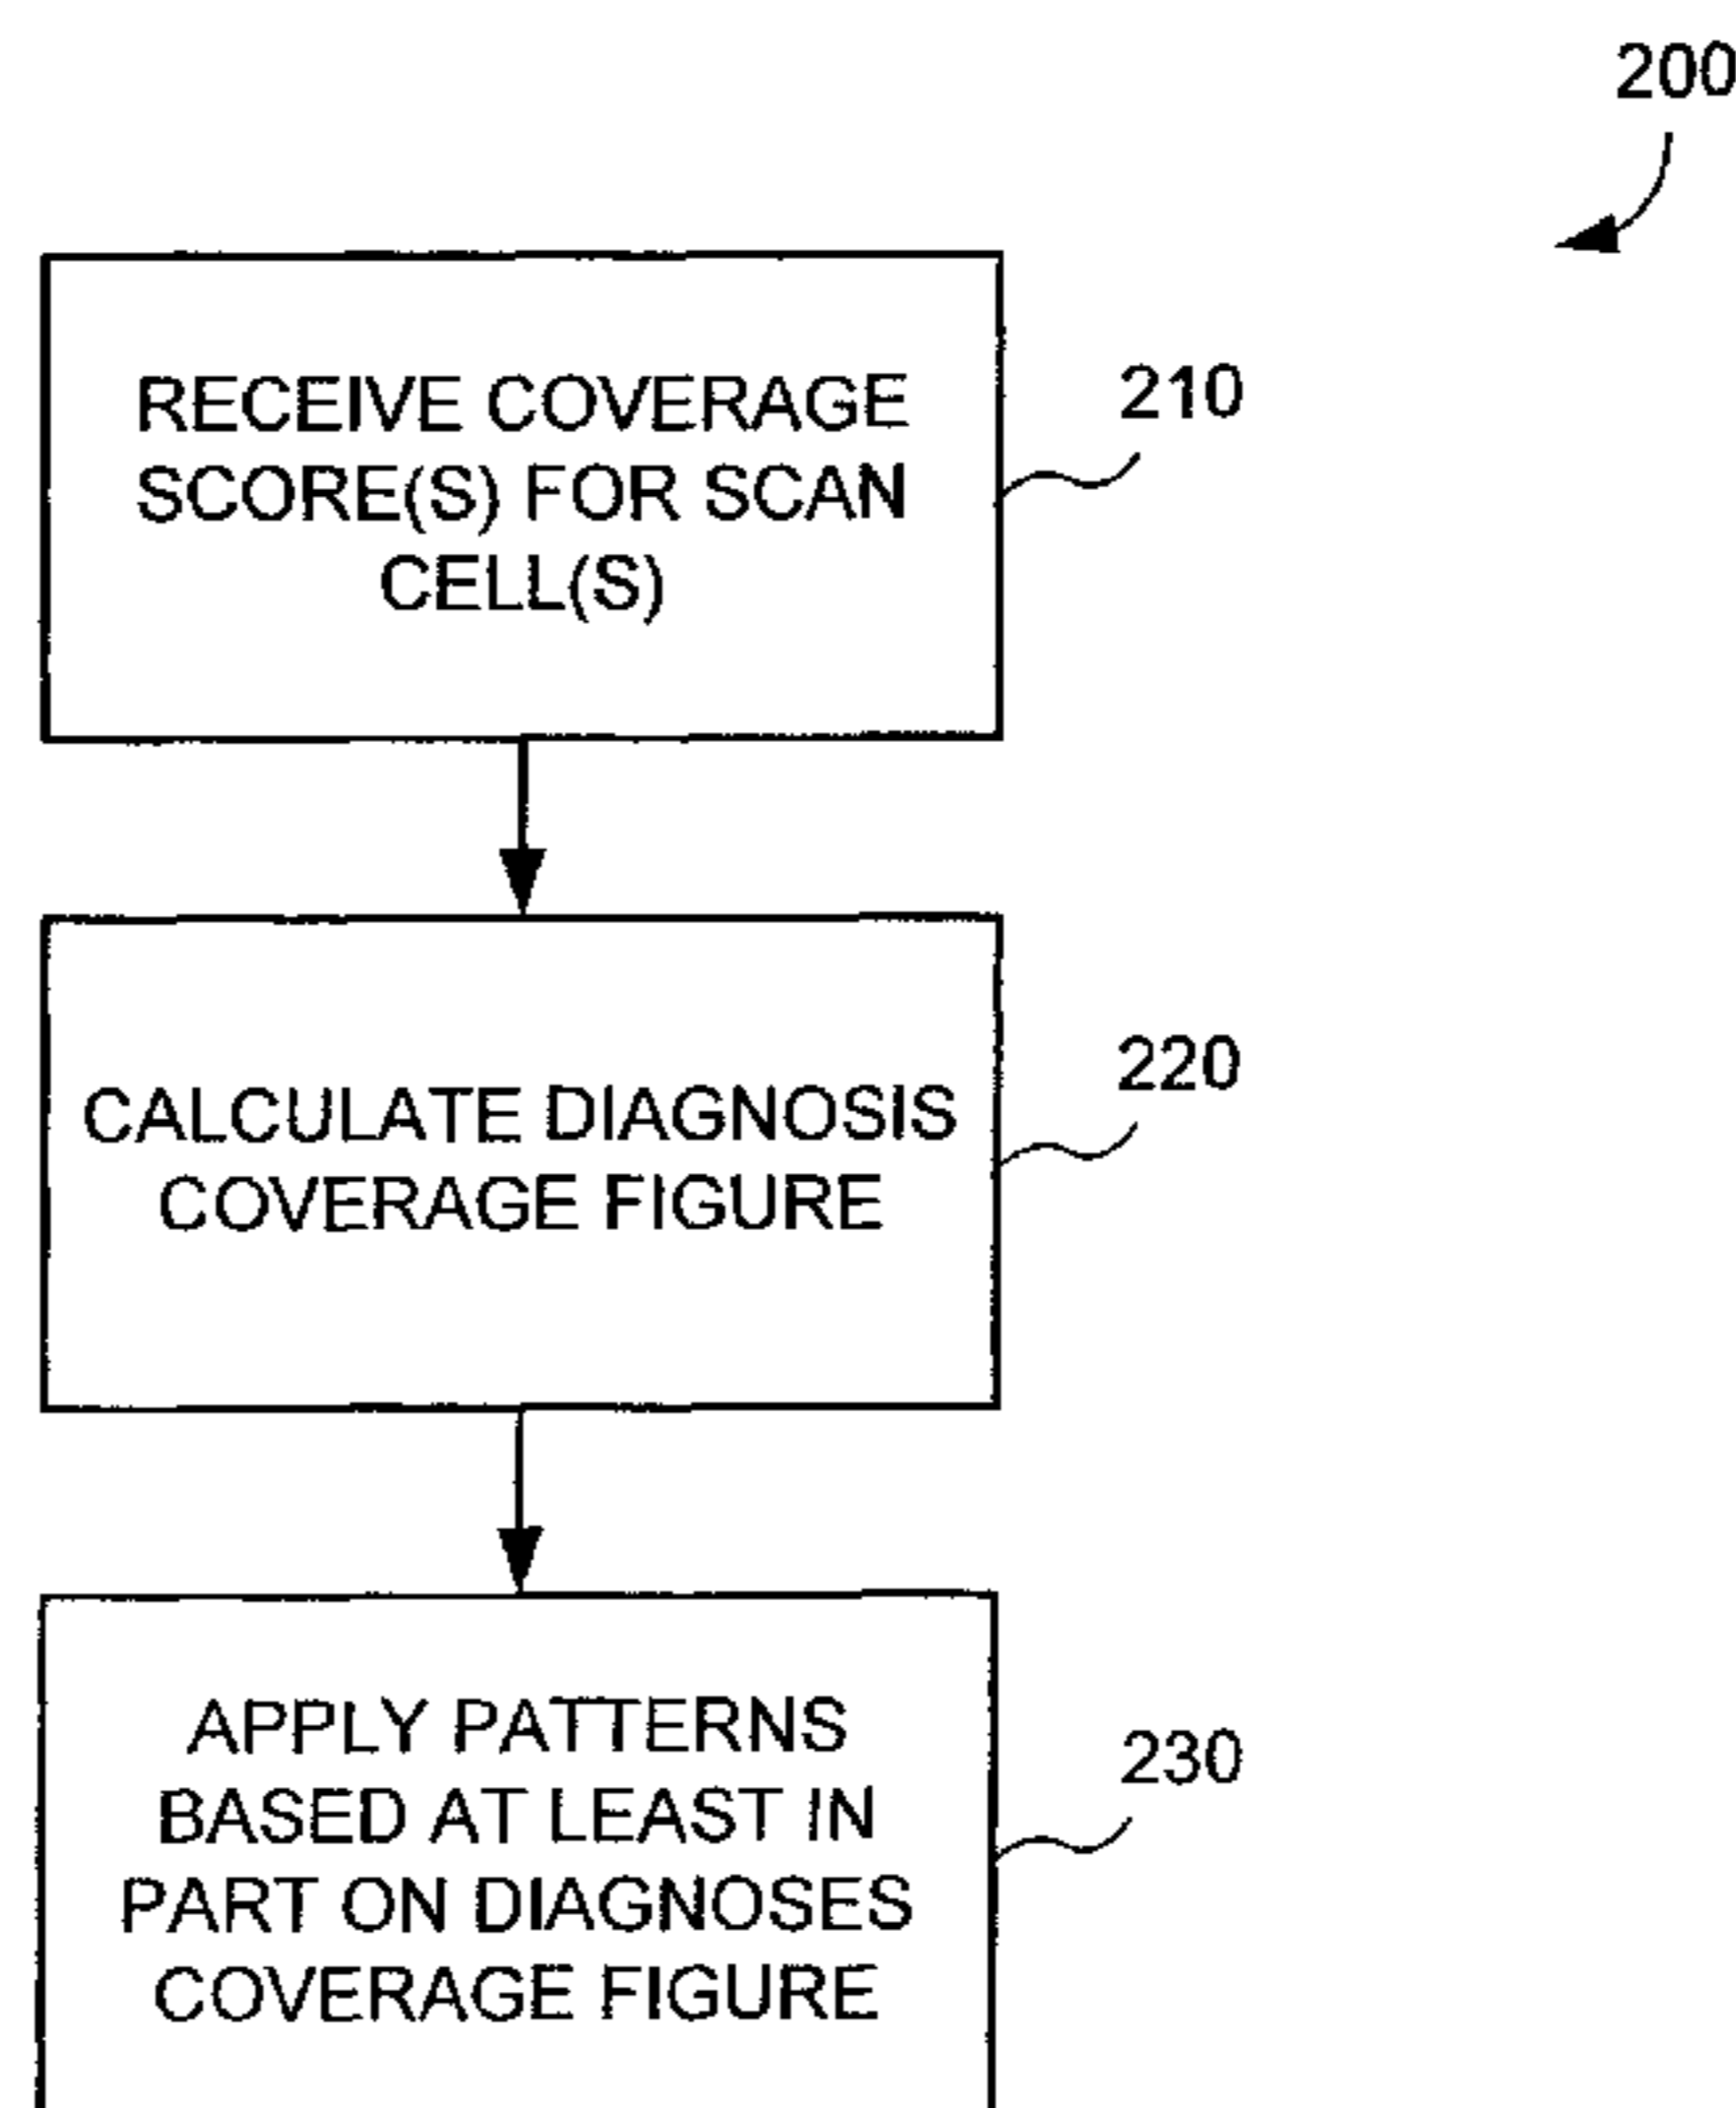 200
RECEIVE COVERAGE
SCORE(S) FOR SCAN
CELL(S)
210
CALCULATE DIAGNOSIS
COVERAGE FIGURE
220
APPLY PATTERNS
BASED AT LEAST IN
PART ON DIAGNOSES
COVERAGE FIGURE
230